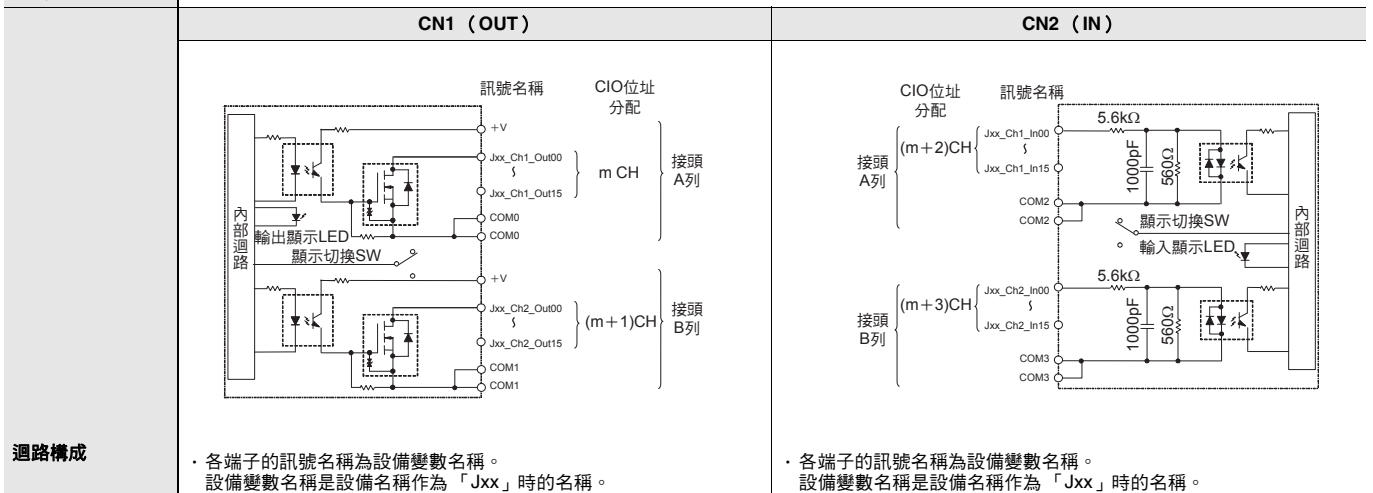 CN1（OUT）
CN2（IN）
訊號名稱
CIO位址
分配
+V
Jxx_Ch1_Out00
∼
m CH
接頭
A列
Jxx_Ch1_Out15
COM0
COM0
內部迴路
輸出顯示LED
顯示切換SW
+V
Jxx_Ch2_Out00
∼
(m+1)CH
接頭
B列
Jxx_Ch2_Out15
COM1
COM1
CIO位址
分配
訊號名稱
5.6kΩ
接頭
A列
(m+2)CH
Jxx_Ch1_In00
∼
Jxx_Ch1_In15
1000pF
560Ω
COM2
COM2
顯示切換SW
輸入顯示LED
內部迴路
5.6kΩ
接頭
B列
(m+3)CH
Jxx_Ch2_In00
∼
Jxx_Ch2_In15
1000pF
560Ω
COM3
COM3
迴路構成
・各端子的訊號名稱為設備變數名稱。
設備變數名稱是設備名稱作為「Jxx」時的名稱。
・各端子的訊號名稱為設備變數名稱。
設備變數名稱是設備名稱作為「Jxx」時的名稱。